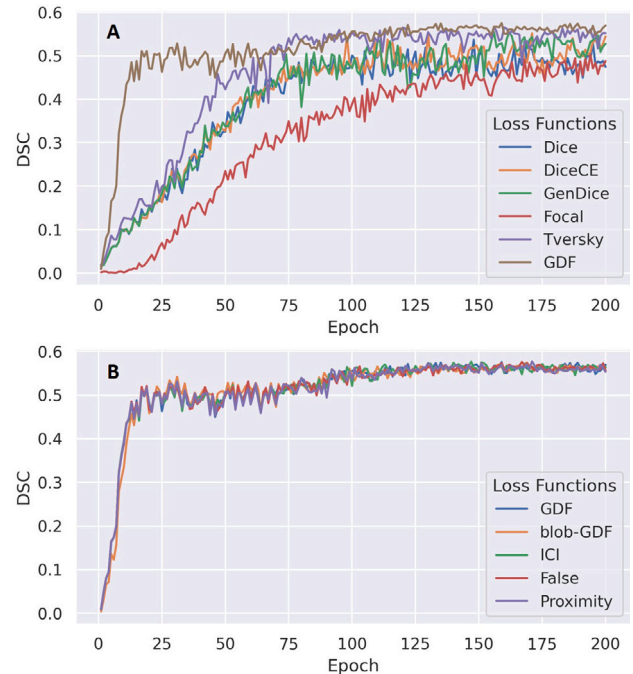 A
0.6
0.5
0.4
0.3
0.2
0.1
0.0
DSC
Loss Functions
Dice
DiceCE
GenDice
Focal
Tversky
GDF
0 25 50 75 100 125 150 175 200
Epoch
B
0.6
0.5
0.4
0.3
0.2
0.1
0.0
DSC
Loss Functions
GDF
blob-GDF
ICI
False
Proximity
0 25 50 75 100 125 150 175 200
Epoch